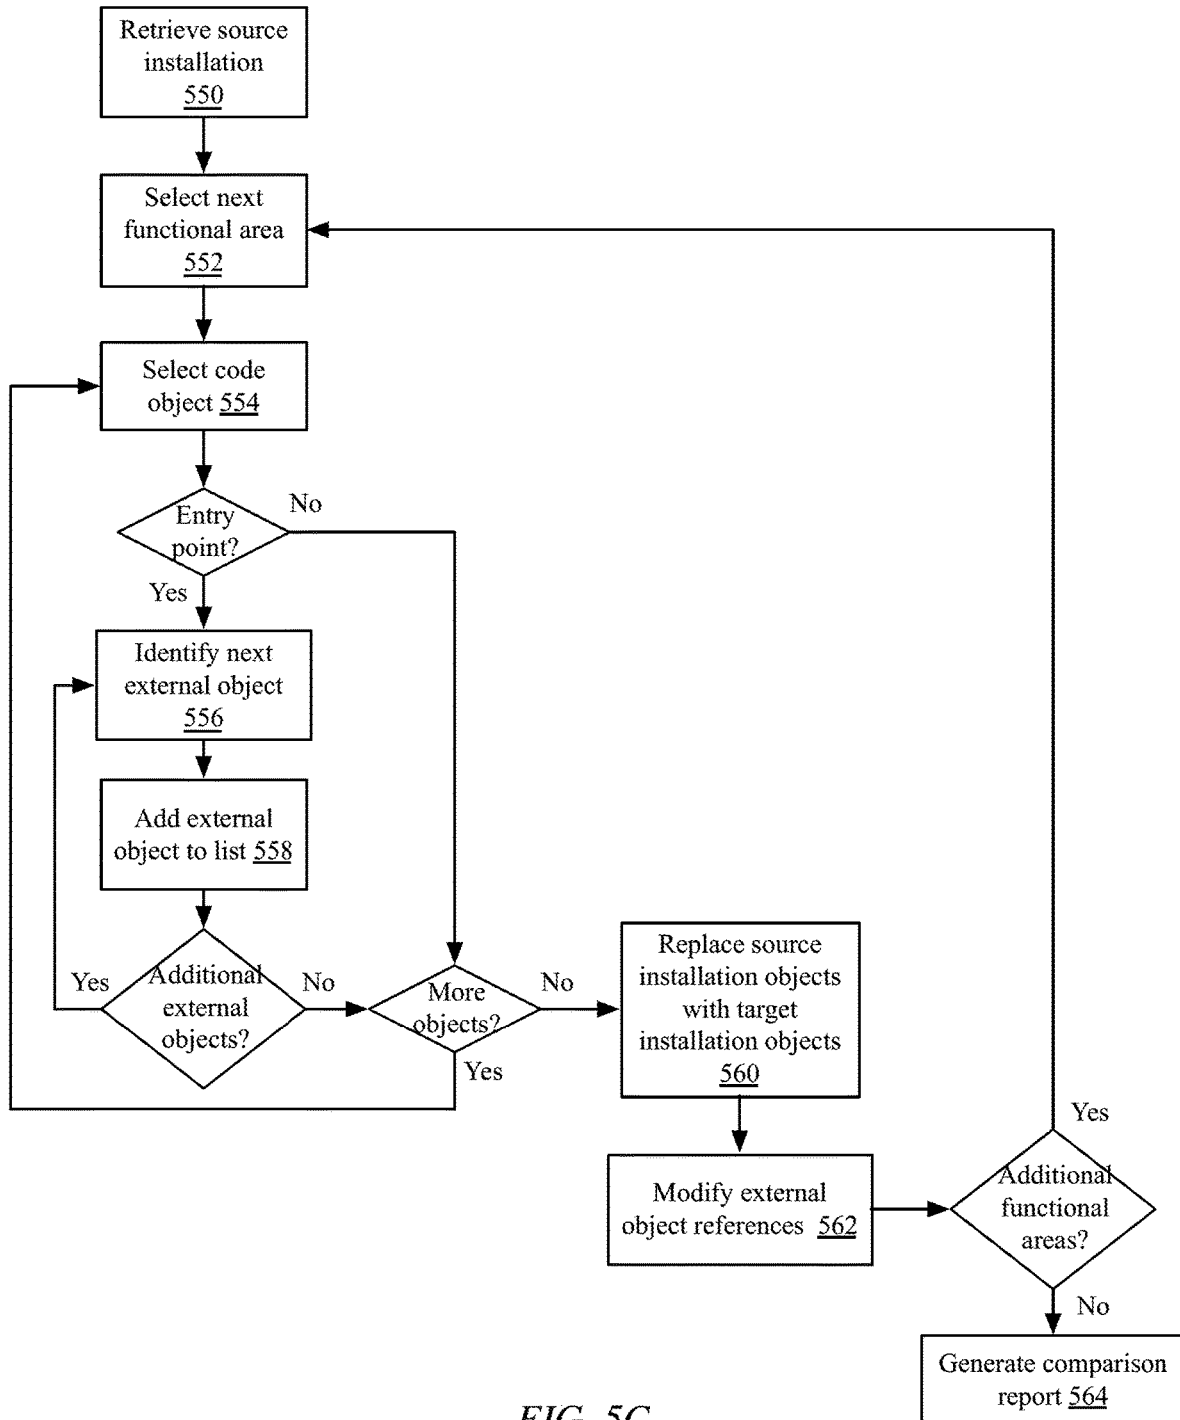 Retrieve source
installation
550
Select next
functional area
552
Select code
object 554
Entry
point?
No
Yes
Identify next
external object
556
Add external
object to list 558
Additional
external
objects?
Yes
No
More
objects?
No
Yes
Replace source
installation objects
with target
installation objects
560
Modify external
object references 562
Additional
functional
areas?
Yes
No
Generate comparison
report 564
FIG. 5C